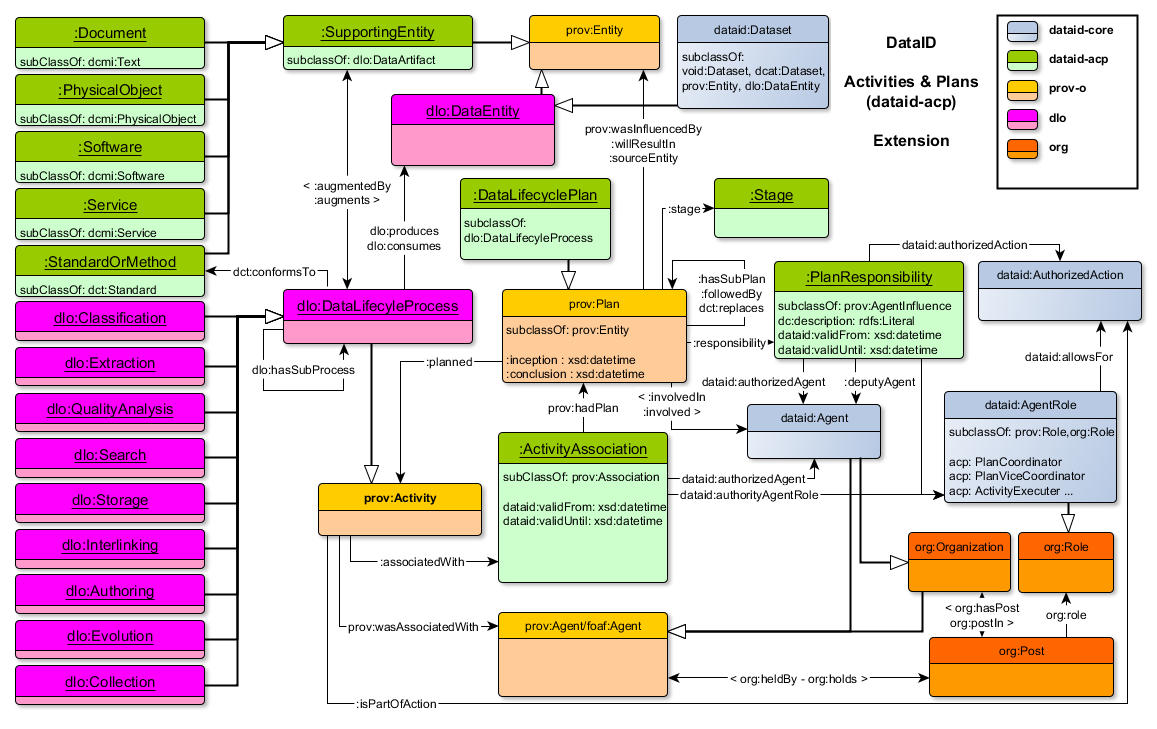 :Document
subClassOf: dcmi:Text
:PhysicalObject
subClassOf: dcmi:PhysicalObject
:Software
subClassOf: dcmi:Software
:Service
subClassOf: dcmi:Service
:StandardOrMethod
subClassOf: dct:Standard
dlo:Classification
dlo:Extraction
dlo:QualityAnalysis
dlo:Search
dlo:Storage
dlo:Interlinking
dlo:Authoring
dlo:Evolution
dlo:Collection
:SupportingEntity
subClassOf: dlo:DataArtifact
prov:Entity
dataid:Dataset
subclassOf:
void:Dataset, dcat:Dataset,
prov:Entity, dlo:DataEntity
DataID
Activities & Plans
(dataid-acp)
Extension
dataid-core
dataid-acp
prov-o
dlo
org
dlo:DataEntity
prov:wasInfluencedBy
:willResultIn
:sourceEntity
< :augmentedBy
:augments >
dlo:produces
dlo:consumes
:DataLifecyclePlan
subclassOf:
dlo:DataLifecyleProcess
:stage
:Stage
dct:conformsTo
dlo:DataLifecyleProcess
dlo:hasSubProcess
prov:Plan
subclassOf: prov:Entity
:inception : xsd:datetime
:conclusion : xsd:datetime
:hasSubPlan
:followedBy
dct:replaces
:responsibility
:PlanResponsibility
subclassOf: prov:AgentInfluence
dc:description: rdfs:Literal
dataid:validFrom: xsd:datetime
dataid:validUntil: xsd:datetime
dataid:authorizedAction
dataid:AuthorizedAction
dataid:allowsFor
:planned
prov:hadPlan
< :involvedIn
:involved >
dataid:authorizedAgent
:deputyAgent
dataid:Agent
dataid:AgentRole
subclassOf: prov:Role,org:Role
acp: PlanCoordinator
acp: PlanViceCoordinator
acp: ActivityExecuter ...
:ActivityAssociation
subClassOf: prov:Association
dataid:validFrom: xsd:datetime
dataid:validUntil: xsd:datetime
dataid:authorizedAgent
dataid:authorityAgentRole
prov:Activity
:associatedWith
prov:wasAssociatedWith
:isPartOfAction
prov:Agent/foaf:Agent
org:Organization
org:Role
< org:hasPost
org:postIn >
org:role
org:Post
< org:heldBy - org:holds >